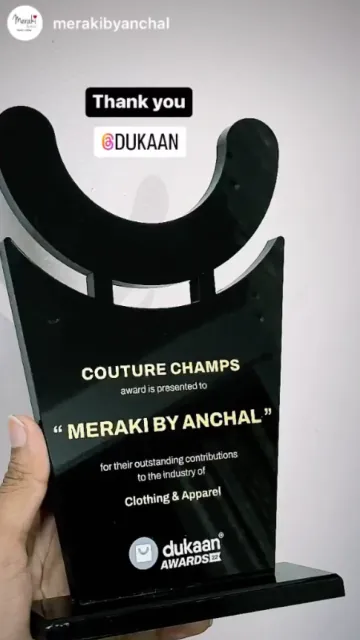 merakibyanchal
Thank you
@DUKAAN
COUTURE CHAMPS
award is presented to
“ MERAKI BY ANCHAL”
for their outstanding contributions
to the industry of
Clothing & Apparel
dukaan®
AWARDS